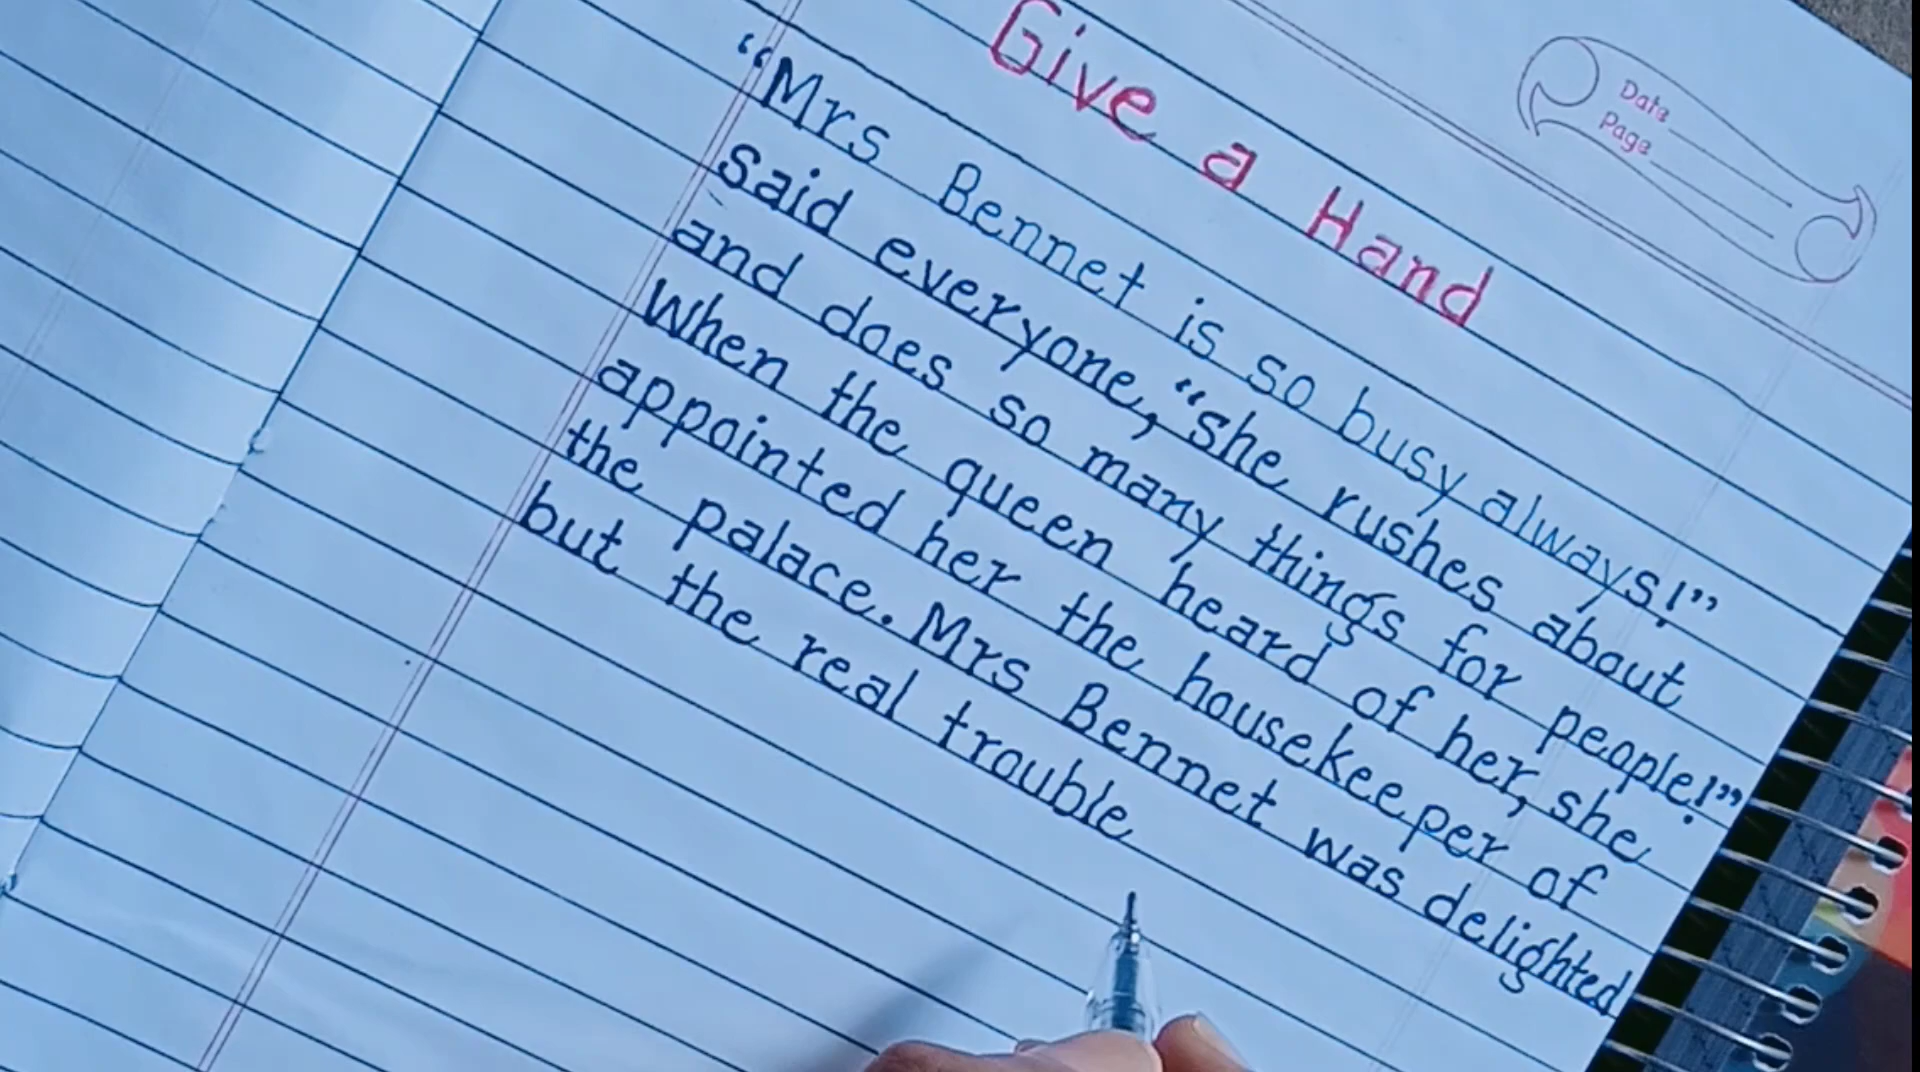 Give a Hand
Date
Page
“Mrs Bennet is so busy always!”
said everyone, “she rushes about
and does so many things for people!”
When the queen heard of her, she
appointed her the housekeeper of
the palace. Mrs Bennet was delighted
but the real trouble